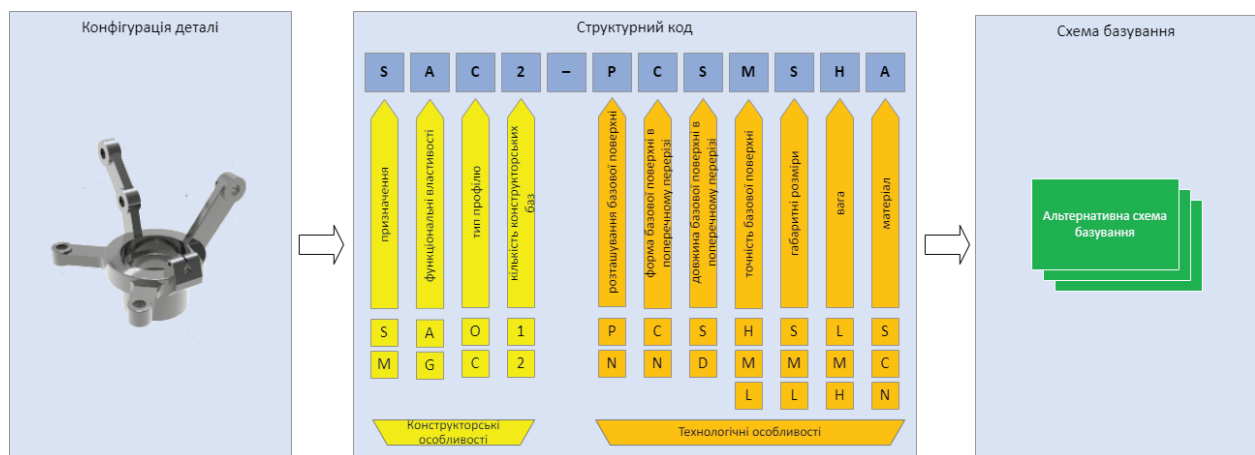 Конфігурація деталі
Структурний код
Схема базування
S A C 2 – P C S M S H A
призначення
функціональні властивості
тип профілю
кількість конструкторських
баз
розташування базової поверхні
форма базової поверхні в
поперечному перерізі
довжина базової поверхні в
поперечному перерізі
точність базової поверхні
габаритні розміри
вага
матеріал
S A O 1 P C S H S L S
M G C 2 N N D M M M C
L L H N
Конструкторські
особливості
Технологічні особливості
Альтернативна схема
базування